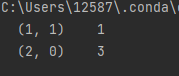 C:\Users\12587\.conda\
(1, 1)	1
(2, 0)	3